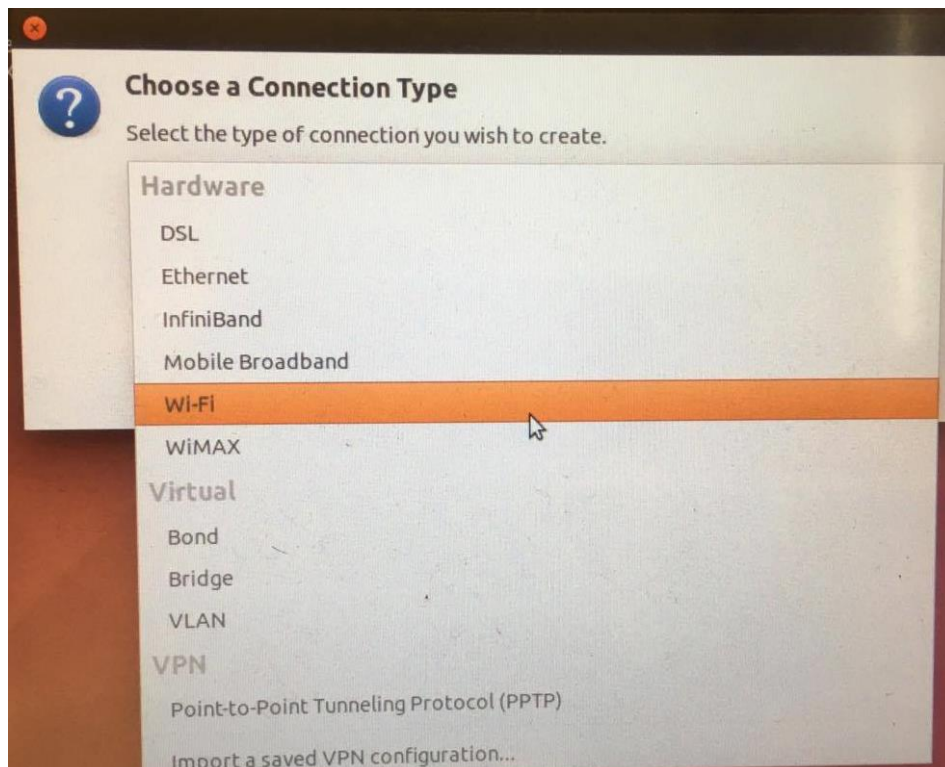 Choose a Connection Type
Select the type of connection you wish to create.
Hardware
DSL
Ethernet
InfiniBand
Mobile Broadband
Wi-Fi
WiMAX
Virtual
Bond
Bridge
VLAN
VPN
Point-to-Point Tunneling Protocol (PPTP)
Import a saved VPN configuration...